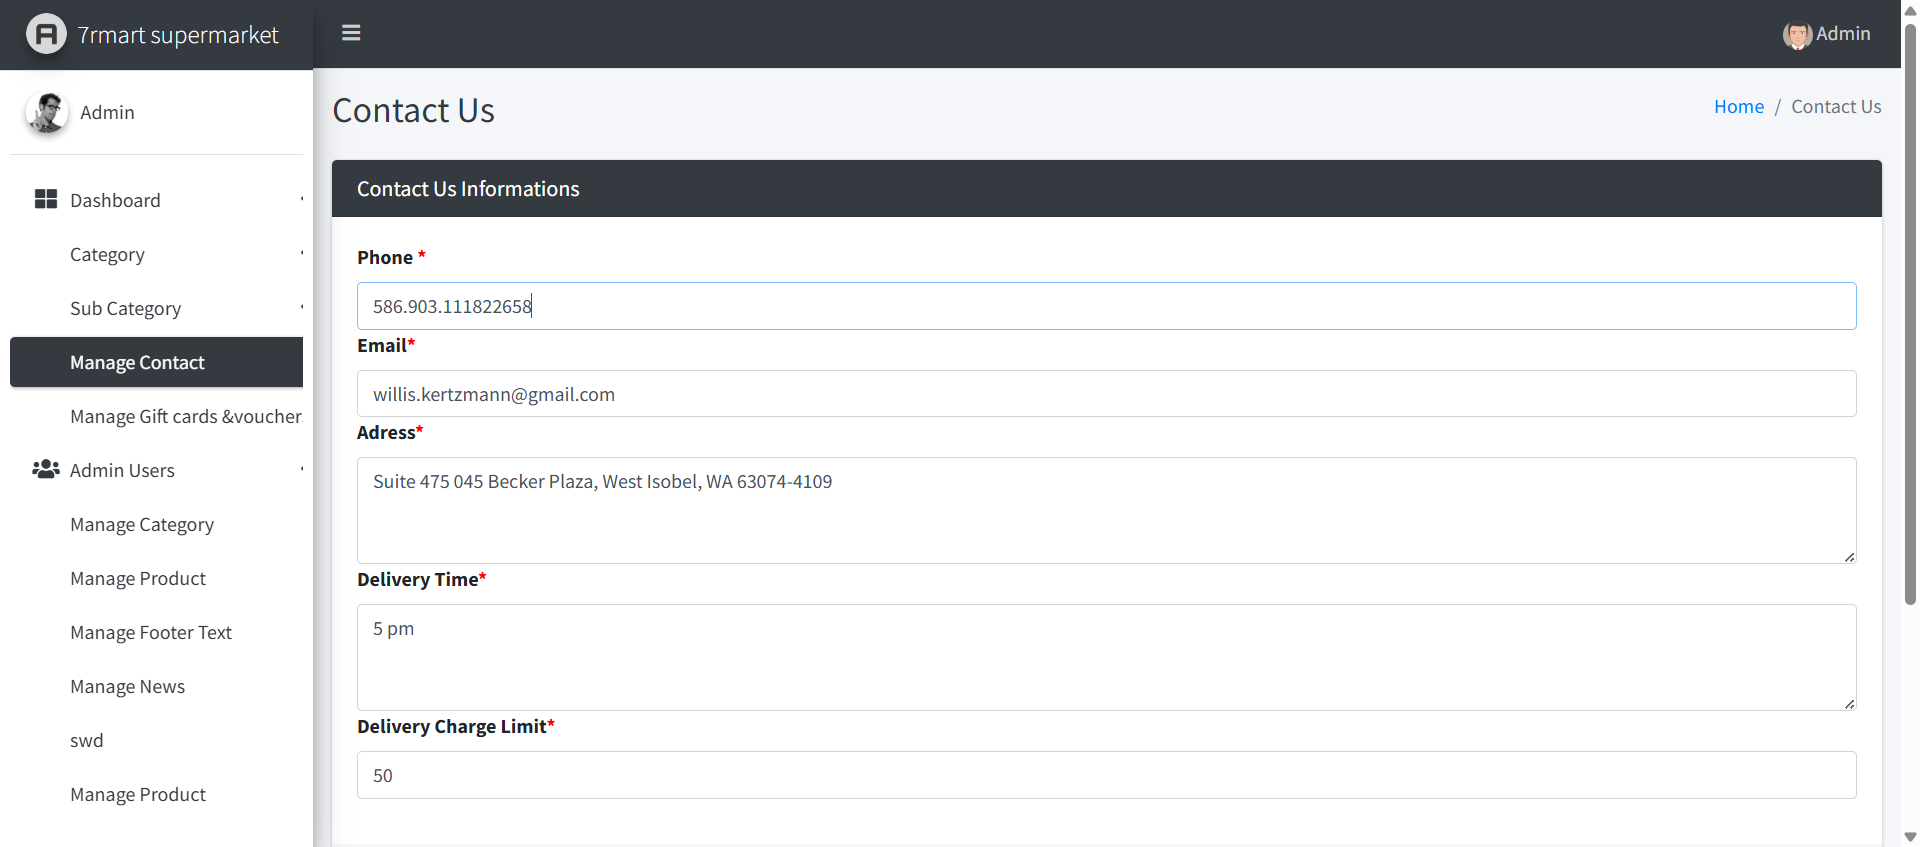 7rmart supermarket
Admin
Admin
Dashboard
Category
Sub Category
Manage Contact
Manage Gift cards &voucher
Admin Users
Manage Category
Manage Product
Manage Footer Text
Manage News
swd
Manage Product
Contact Us
Home / Contact Us
Contact Us Informations
Phone *
586.903.111822658
Email*
willis.kertzmann@gmail.com
Adress*
Suite 475 045 Becker Plaza, West Isobel, WA 63074-4109
Delivery Time*
5 pm
Delivery Charge Limit*
50